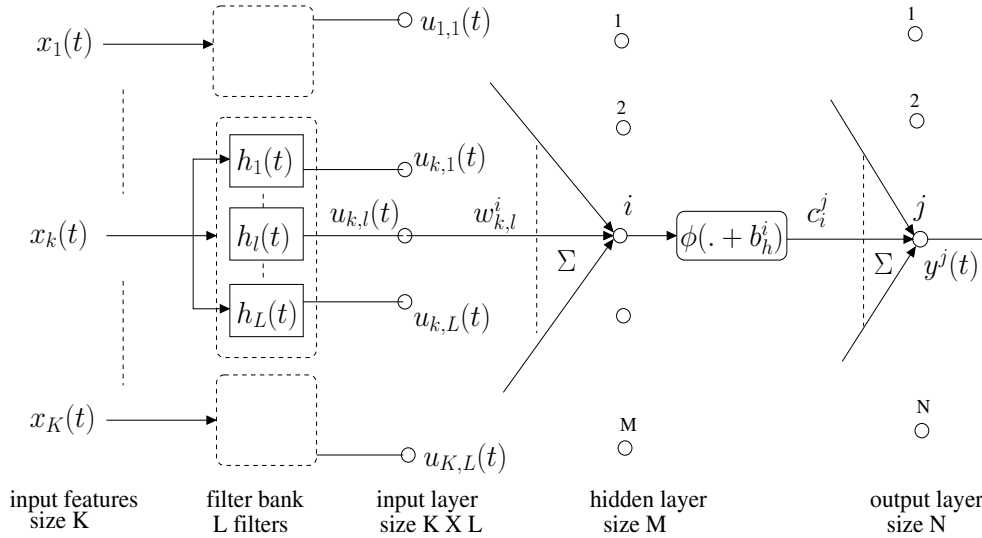 x_1(t)
u_{1,1}(t)
1
1
2
2
h_1(t)
u_{k,1}(t)
x_k(t)
h_l(t)
u_{k,l}(t)
w^i_{k,l}
Σ
i
ϕ(. + b^i_h)
c^j_i
Σ
j
y^j(t)
h_L(t)
u_{k,L}(t)
x_K(t)
M
N
u_{K,L}(t)
input features
size K
filter bank
L filters
input layer
size K X L
hidden layer
size M
output layer
size N